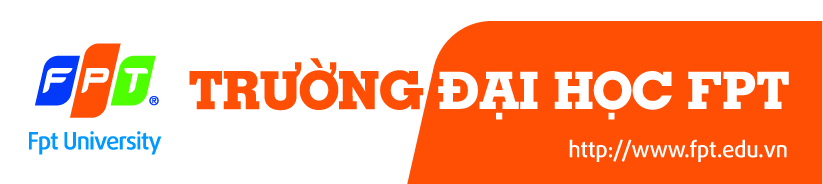 FPT®
Fpt University
TRƯỜNG ĐẠI HỌC FPT
http://www.fpt.edu.vn